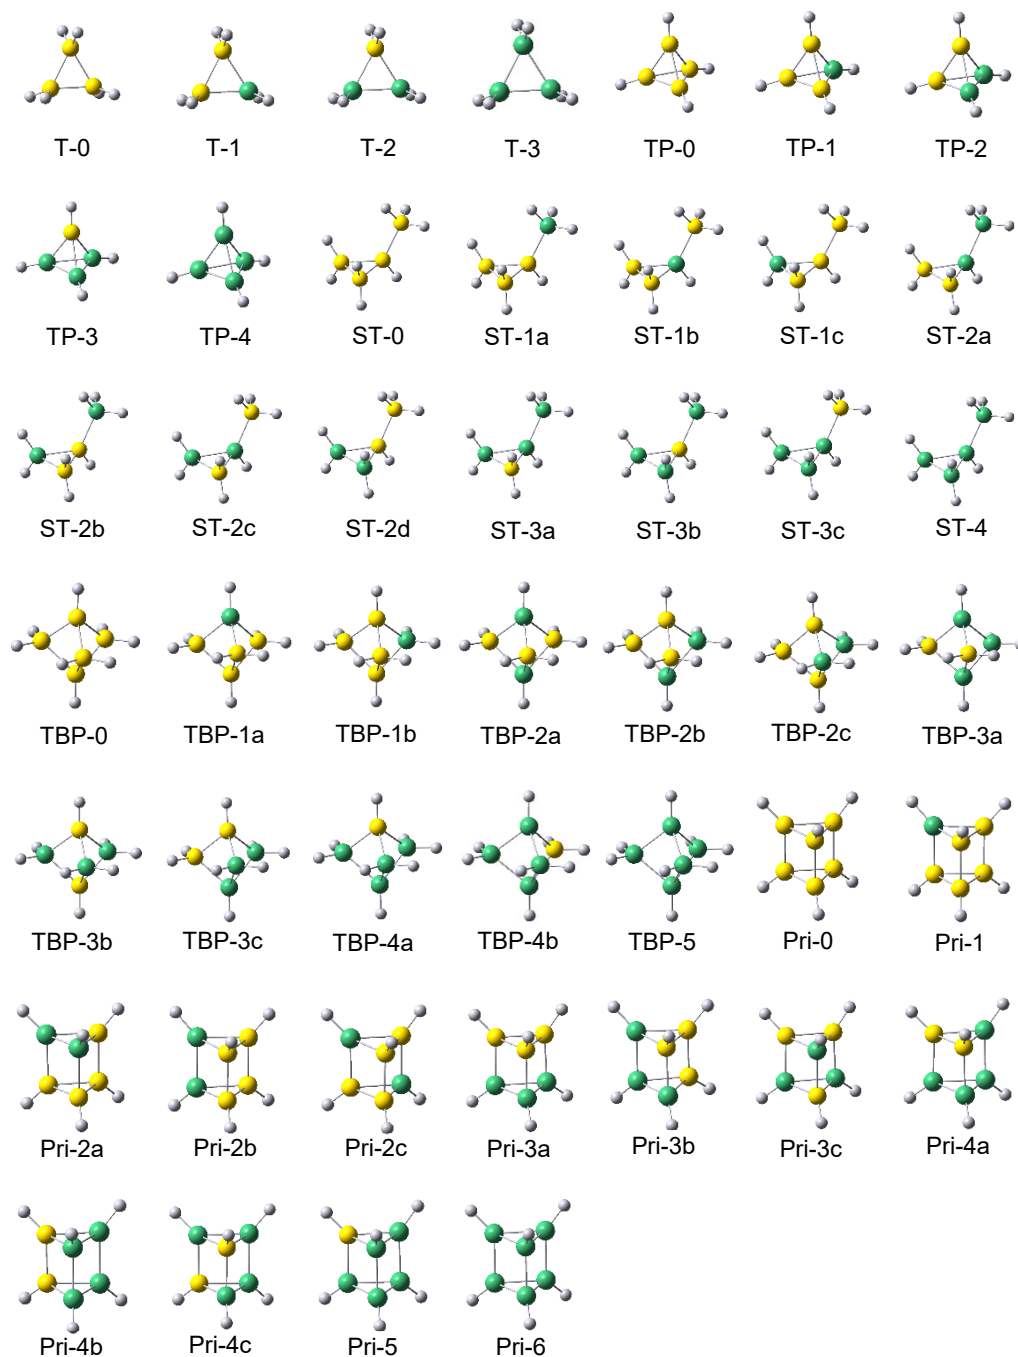 T-0 T-1 T-2 T-3 TP-0 TP-1 TP-2
TP-3 TP-4 ST-0 ST-1a ST-1b ST-1c ST-2a
ST-2b ST-2c ST-2d ST-3a ST-3b ST-3c ST-4
TBP-0 TBP-1a TBP-1b TBP-2a TBP-2b TBP-2c TBP-3a
TBP-3b TBP-3c TBP-4a TBP-4b TBP-5 Pri-0 Pri-1
Pri-2a Pri-2b Pri-2c Pri-3a Pri-3b Pri-3c Pri-4a
Pri-4b Pri-4c Pri-5 Pri-6